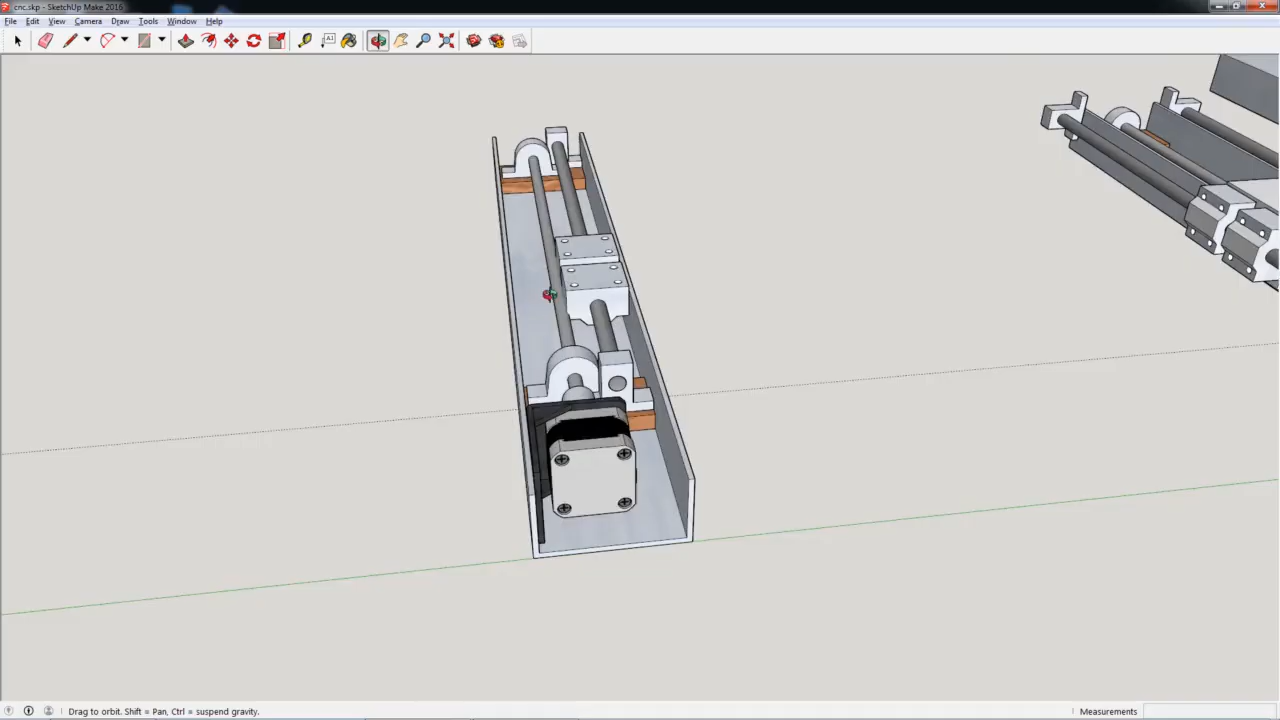 cnc.skp - SketchUp Make 2016
File Edit View Camera Draw Tools Window Help
Drag to orbit. Shift = Pan, Ctrl = suspend gravity.
Measurements